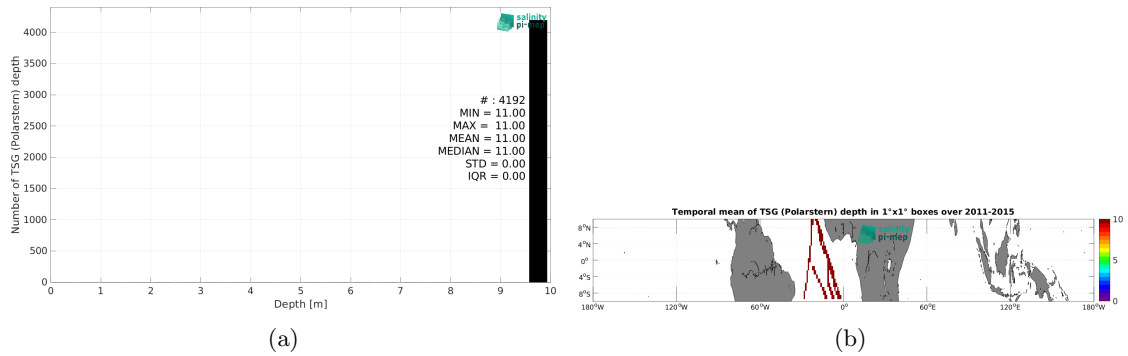 salinity
pi-mep
4000
3500
3000
2500
2000
1500
1000
500
0
Number of TSG (Polarstern) depth
# : 4192
MIN = 11.00
MAX = 11.00
MEAN = 11.00
MEDIAN = 11.00
STD = 0.00
IQR = 0.00
0 1 2 3 4 5 6 7 8 9 10
Depth [m]
(a)
Temporal mean of TSG (Polarstern) depth in 1°x1° boxes over 2011-2015
salinity
pi-mep
8°N
4°N
0°
4°S
8°S
180°W 120°W 60°W 0°E 60°E 120°E 180°W
10
5
0
(b)